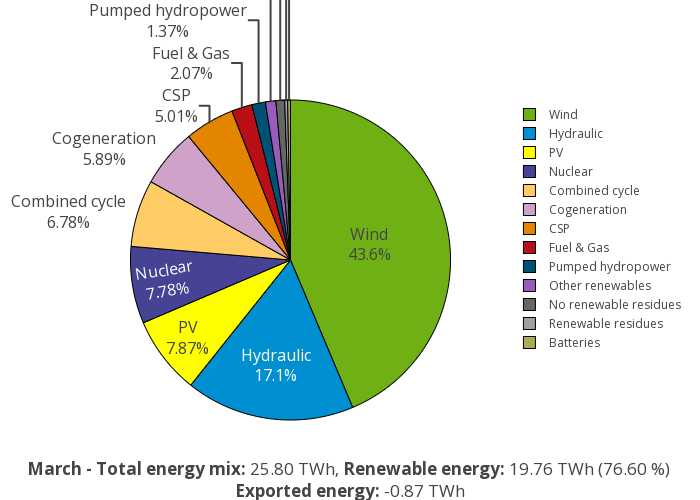 Pumped hydropower
1.37%
Fuel & Gas
2.07%
CSP
5.01%
Cogeneration
5.89%
Combined cycle
6.78%
Nuclear
7.78%
PV
7.87%
Hydraulic
17.1%
Wind
43.6%
Wind
Hydraulic
PV
Nuclear
Combined cycle
Cogeneration
CSP
Fuel & Gas
Pumped hydropower
Other renewables
No renewable residues
Renewable residues
Batteries
March - Total energy mix: 25.80 TWh, Renewable energy: 19.76 TWh (76.60 %)
Exported energy: -0.87 TWh